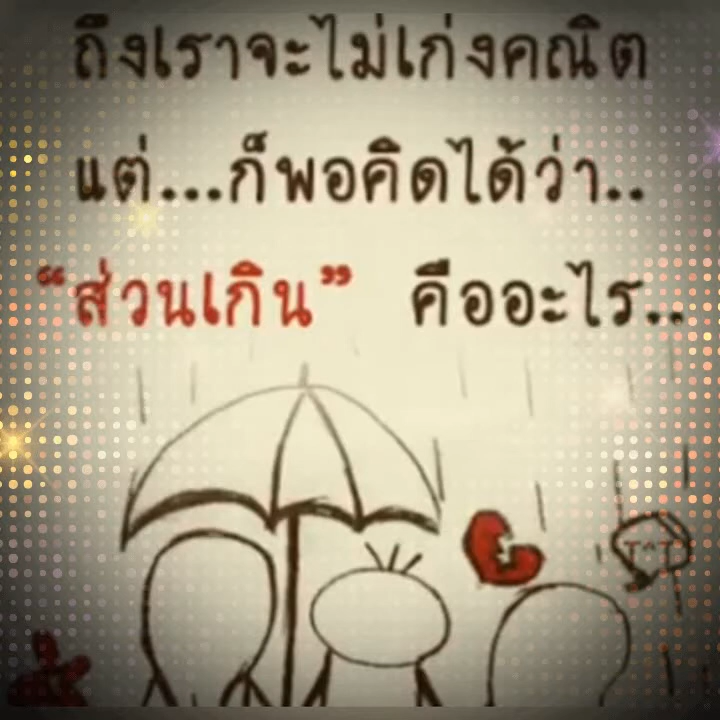 ถึงเราจะไม่เก่งคณิต
แต่...ก็พอคิดได้ว่า..
“ส่วนเกิน” คืออะไร..
T^T